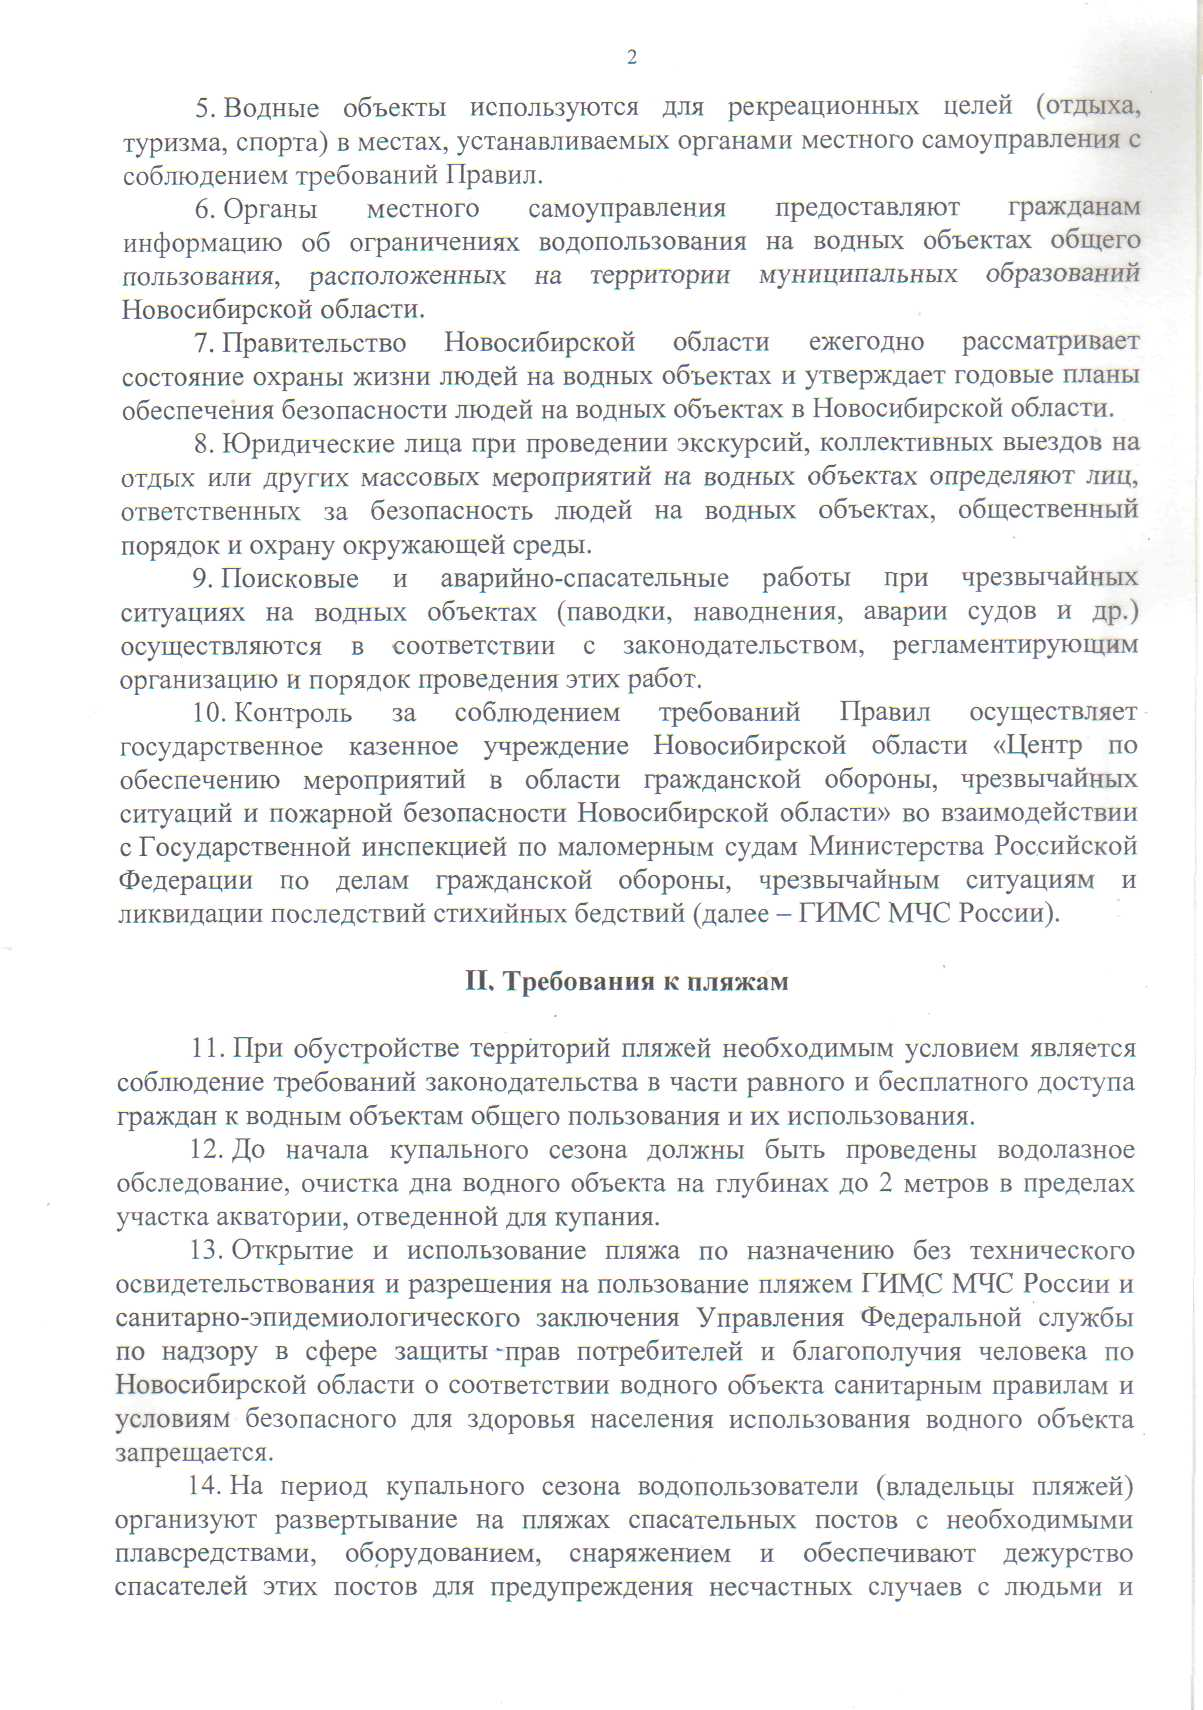 2
5. Водные объекты используются для рекреационных целей (отдыха,
туризма, спорта) в местах, устанавливаемых органами местного самоуправления с
соблюдением требований Правил.
6. Органы местного самоуправления предоставляют гражданам
информацию об ограничениях водопользования на водных объектах общего
пользования, расположенных на территории муниципальных образований
Новосибирской области.
7. Правительство Новосибирской области ежегодно рассматривает
состояние охраны жизни людей на водных объектах и утверждает годовые планы
обеспечения безопасности людей на водных объектах в Новосибирской области.
8. Юридические лица при проведении экскурсий, коллективных выездов на
отдых или других массовых мероприятий на водных объектах определяют лиц,
ответственных за безопасность людей на водных объектах, общественный
порядок и охрану окружающей среды.
9. Поисковые и аварийно-спасательные работы при чрезвычайных
ситуациях на водных объектах (паводки, наводнения, аварии судов и др.)
осуществляются в соответствии с законодательством, регламентирующим
организацию и порядок проведения этих работ.
10. Контроль за соблюдением требований Правил осуществляет
государственное казенное учреждение Новосибирской области «Центр по
обеспечению мероприятий в области гражданской обороны, чрезвычайных
ситуаций и пожарной безопасности Новосибирской области» во взаимодействии
с Государственной инспекцией по маломерным судам Министерства Российской
Федерации по делам гражданской обороны, чрезвычайным ситуациям и
ликвидации последствий стихийных бедствий (далее – ГИМС МЧС России).
II. Требования к пляжам
11. При обустройстве территорий пляжей необходимым условием является
соблюдение требований законодательства в части равного и бесплатного доступа
граждан к водным объектам общего пользования и их использования.
12. До начала купального сезона должны быть проведены водолазное
обследование, очистка дна водного объекта на глубинах до 2 метров в пределах
участка акватории, отведенной для купания.
13. Открытие и использование пляжа по назначению без технического
освидетельствования и разрешения на пользование пляжем ГИМС МЧС России и
санитарно-эпидемиологического заключения Управления Федеральной службы
по надзору в сфере защиты прав потребителей и благополучия человека по
Новосибирской области о соответствии водного объекта санитарным правилам и
условиям безопасного для здоровья населения использования водного объекта
запрещается.
14. На период купального сезона водопользователи (владельцы пляжей)
организуют развертывание на пляжах спасательных постов с необходимыми
плавсредствами, оборудованием, снаряжением и обеспечивают дежурство
спасателей этих постов для предупреждения несчастных случаев с людьми и